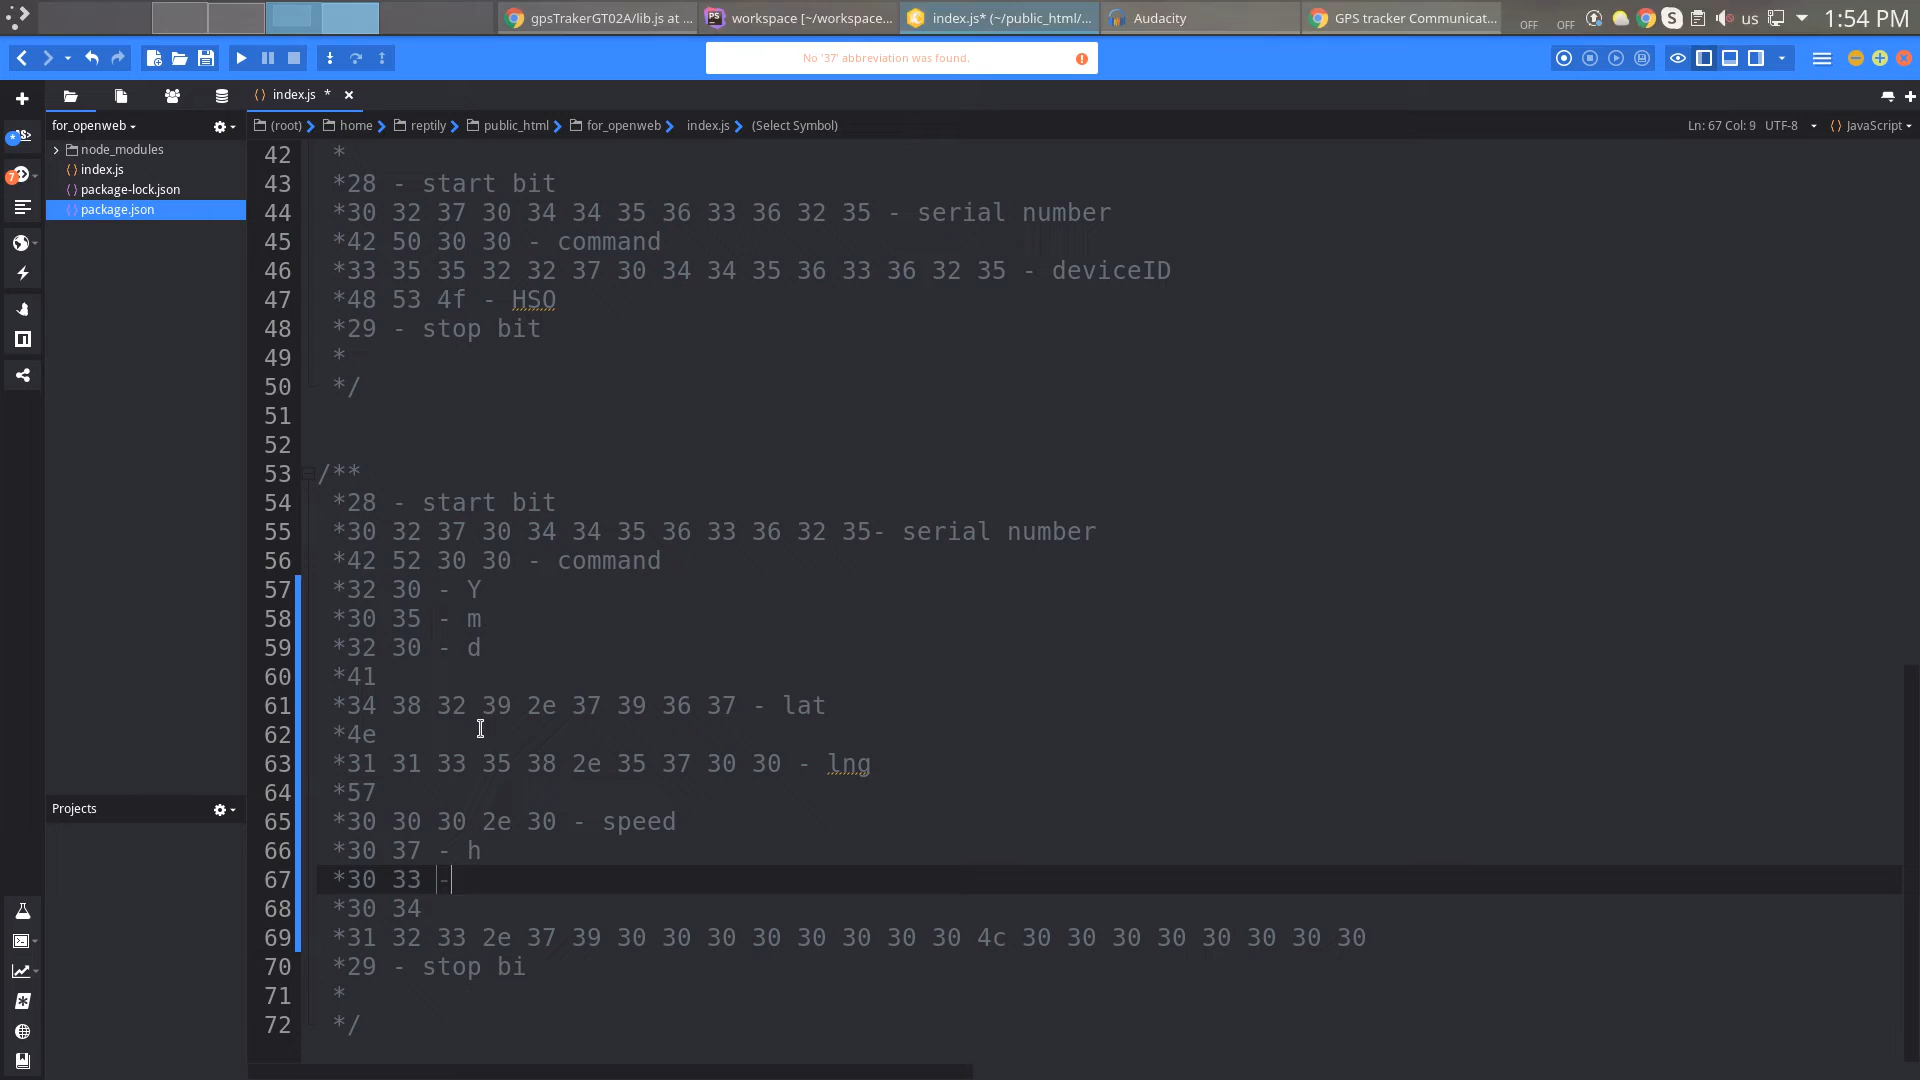 gpsTrakerGT02A/lib.js at ...
workspace [~/workspace...
index.js* (~/public_html/...
Audacity
GPS tracker Communicat...
OFF OFF
us
1:54 PM
No '37' abbreviation was found.
index.js *
for_openweb
(root) home reptily public_html for_openweb index.js (Select Symbol)
Ln: 67 Col: 9 UTF-8 JavaScript
node_modules
index.js
package-lock.json
package.json
7
Projects
42 *
43 *28 - start bit
44 *30 32 37 30 34 34 35 36 33 36 32 35 - serial number
45 *42 50 30 30 - command
46 *33 35 35 32 32 37 30 34 34 35 36 33 36 32 35 - deviceID
47 *48 53 4f - HSO
48 *29 - stop bit
49 *
50 */
51
52
53 /**
54 *28 - start bit
55 *30 32 37 30 34 34 35 36 33 36 32 35- serial number
56 *42 52 30 30 - command
57 *32 30 - Y
58 *30 35 - m
59 *32 30 - d
60 *41
61 *34 38 32 39 2e 37 39 36 37 - lat
62 *4e
63 *31 31 33 35 38 2e 35 37 30 30 - lng
64 *57
65 *30 30 30 2e 30 - speed
66 *30 37 - h
67 *30 33 -
68 *30 34
69 *31 32 33 2e 37 39 30 30 30 30 30 30 30 30 4c 30 30 30 30 30 30 30 30
70 *29 - stop bi
71 *
72 */